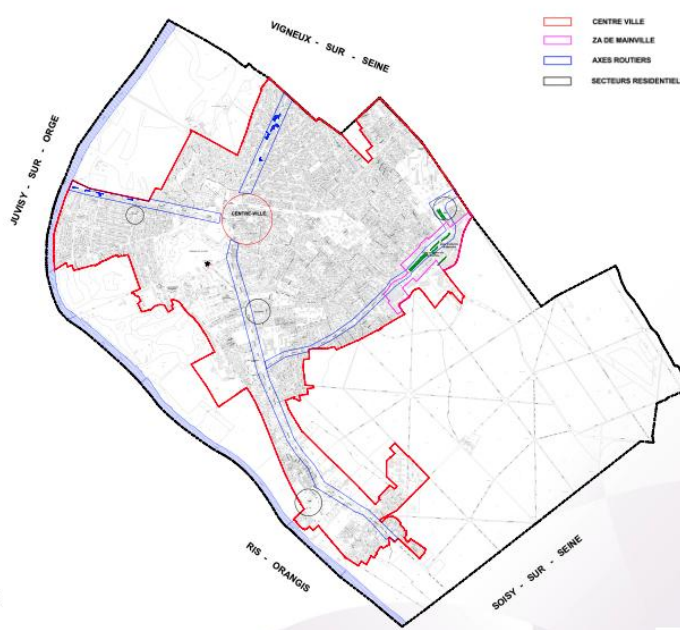 CENTRE VILLE
ZA DE MAINVILLE
AXES ROUTIERS
SECTEURS RESIDENTIEL
VIGNEUX - SUR - SEINE
JUVISY - SUR - ORGE
CENTRE-VILLE
RIS - ORANGIS
SOISY - SUR - SEINE